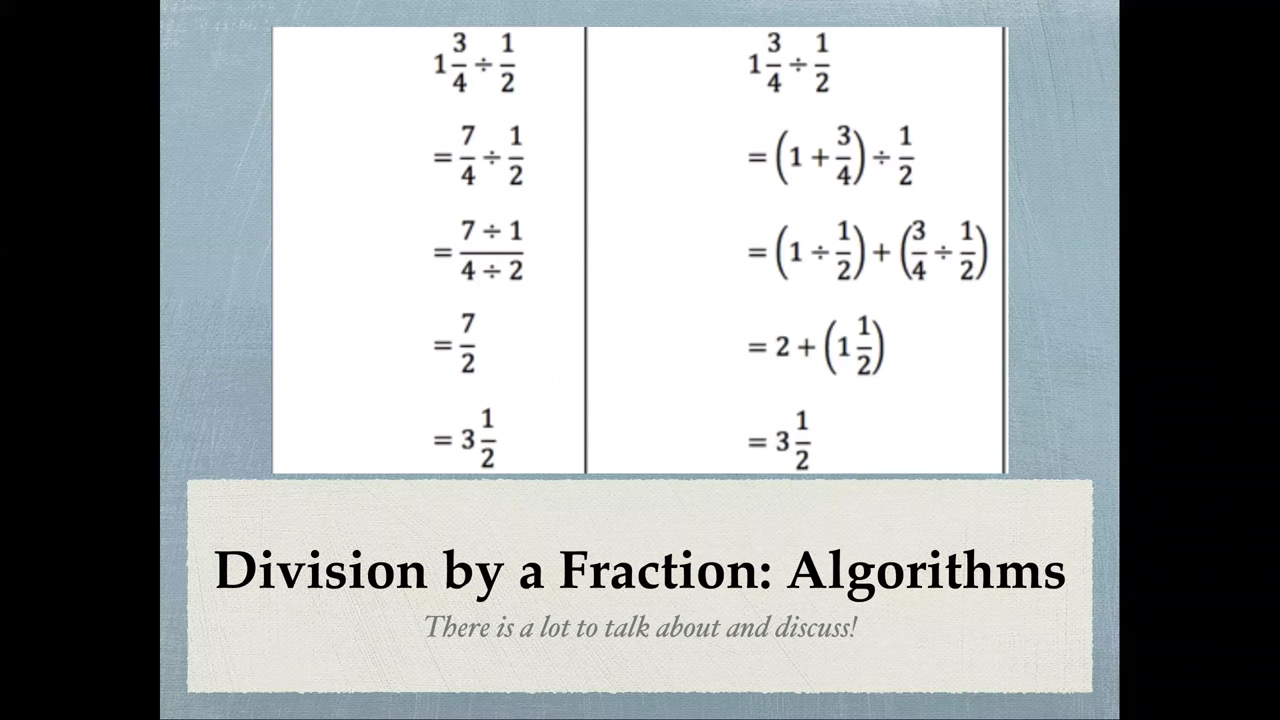 1 3/4 ÷ 1/2
= 7/4 ÷ 1/2
= (7 ÷ 1)/(4 ÷ 2)
= 7/2
= 3 1/2
1 3/4 ÷ 1/2
= (1 + 3/4) ÷ 1/2
= (1 ÷ 1/2) + (3/4 ÷ 1/2)
= 2 + (1 1/2)
= 3 1/2
Division by a Fraction: Algorithms
There is a lot to talk about and discuss!